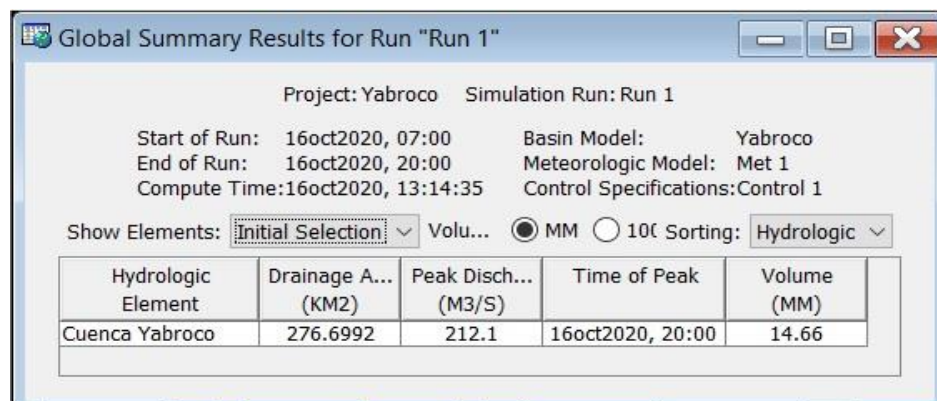 Global Summary Results for Run "Run 1"
Project: Yabroco Simulation Run: Run 1
Start of Run: 16oct2020, 07:00 Basin Model: Yabroco
End of Run: 16oct2020, 20:00 Meteorologic Model: Met 1
Compute Time:16oct2020, 13:14:35 Control Specifications:Control 1
Show Elements: Initial Selection Volu... MM 100 Sorting: Hydrologic
Hydrologic Drainage A... Peak Disch... Time of Peak Volume
Element (KM2) (M3/S) (MM)
Cuenca Yabroco 276.6992 212.1 16oct2020, 20:00 14.66